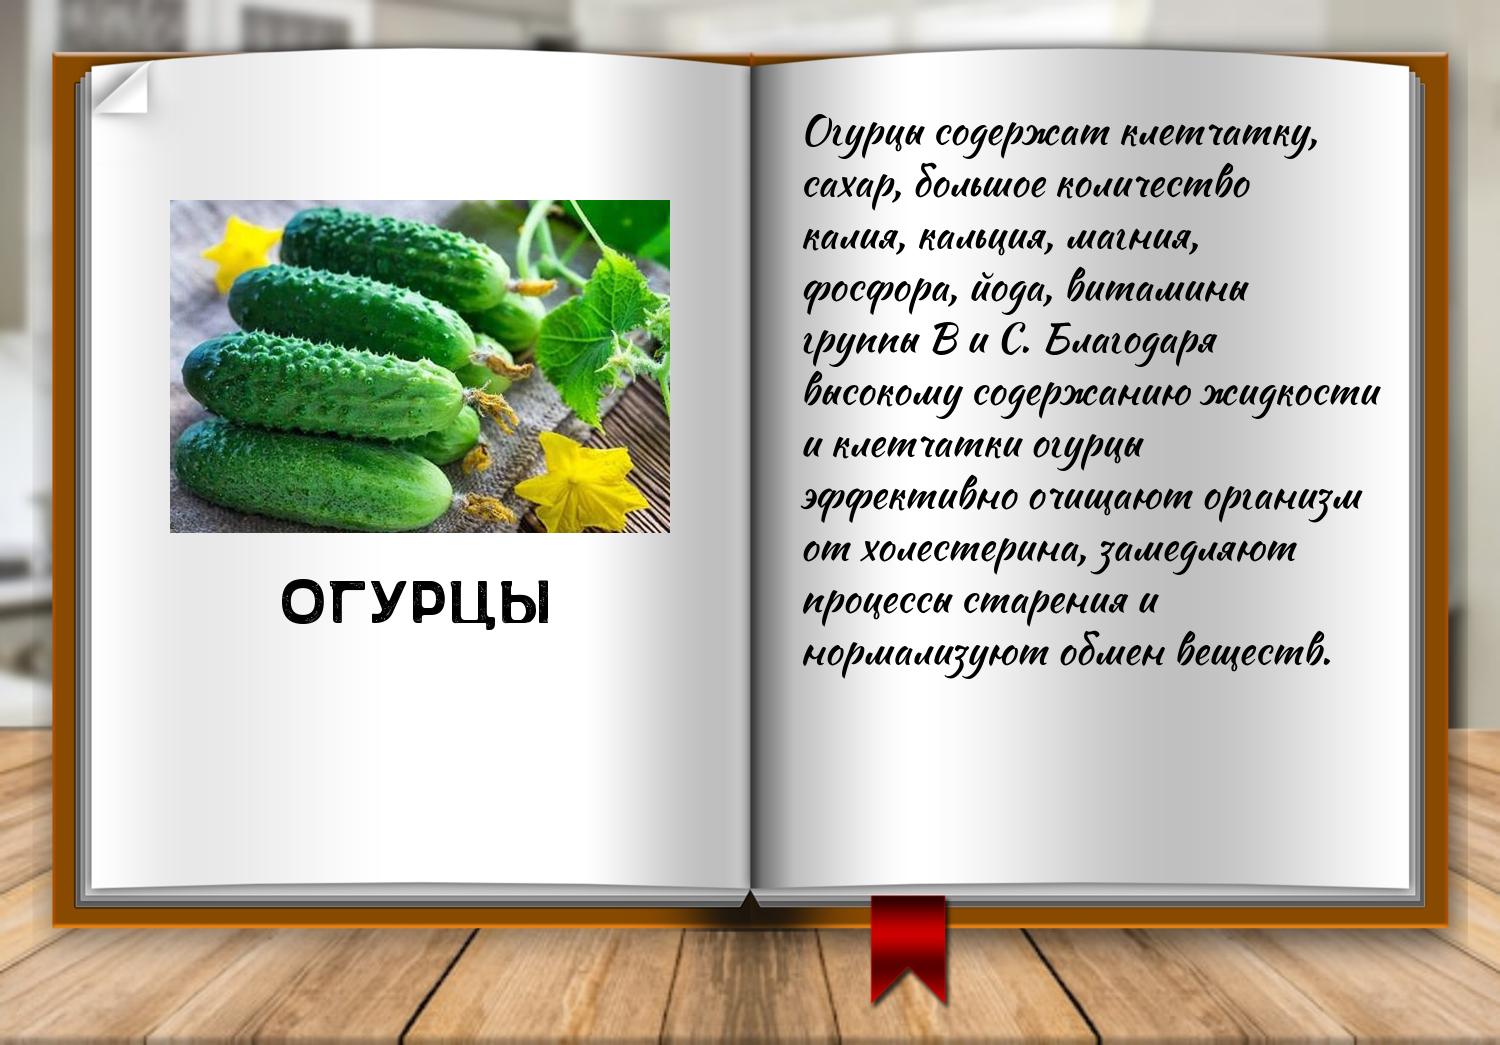 ОГУРЦЫ
Огурцы содержат клетчатку,
сахар, большое количество
калия, кальция, магния,
фосфора, йода, витамины
группы В и С. Благодаря
высокому содержанию жидкости
и клетчатки огурцы
эффективно очищают организм
от холестерина, замедляют
процессы старения и
нормализуют обмен веществ.